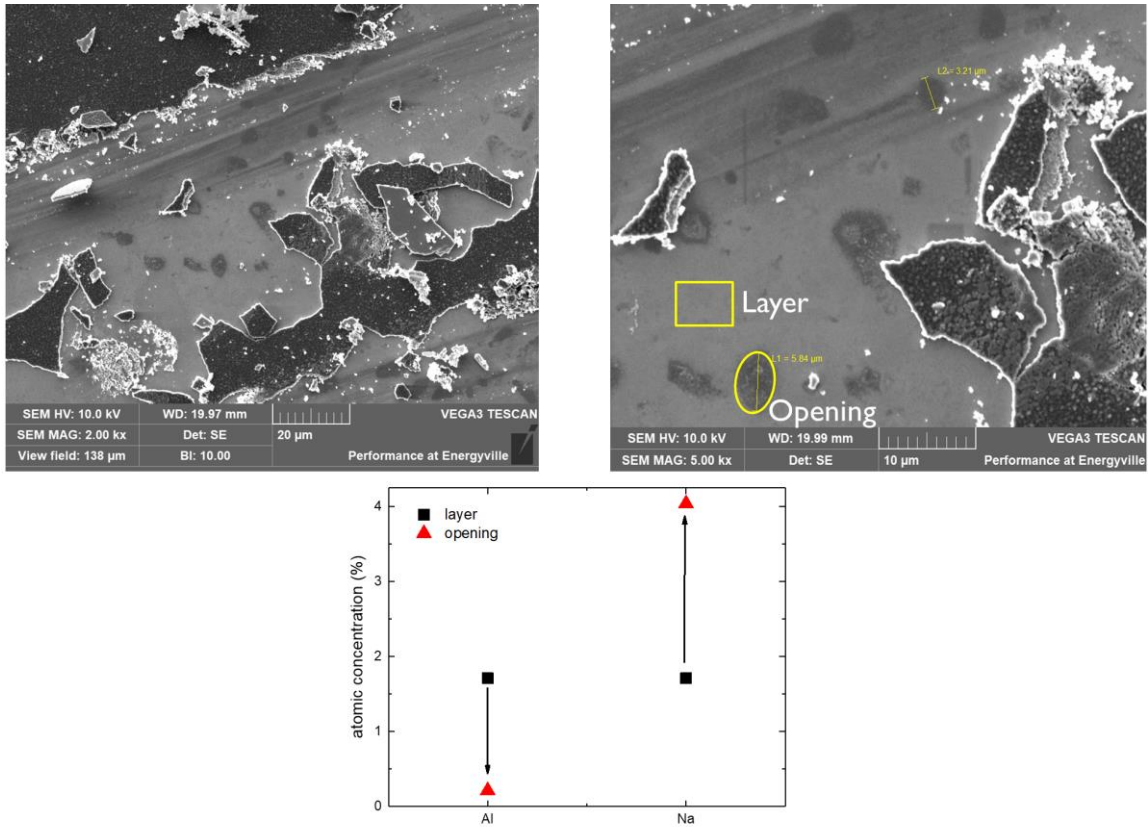 SEM HV: 10.0 kV WD: 19.97 mm VEGA3 TESCAN
SEM MAG: 2.00 kx Det: SE 20 µm
View field: 138 µm BI: 10.00 Performance at Energyville
L2 = 3.21 µm
Layer
L1 = 5.84 µm
Opening
SEM HV: 10.0 kV WD: 19.99 mm VEGA3 TESCAN
SEM MAG: 5.00 kx Det: SE 10 µm Performance at Energyville
layer
opening
atomic concentration (%)
4
3
2
1
0
Al Na